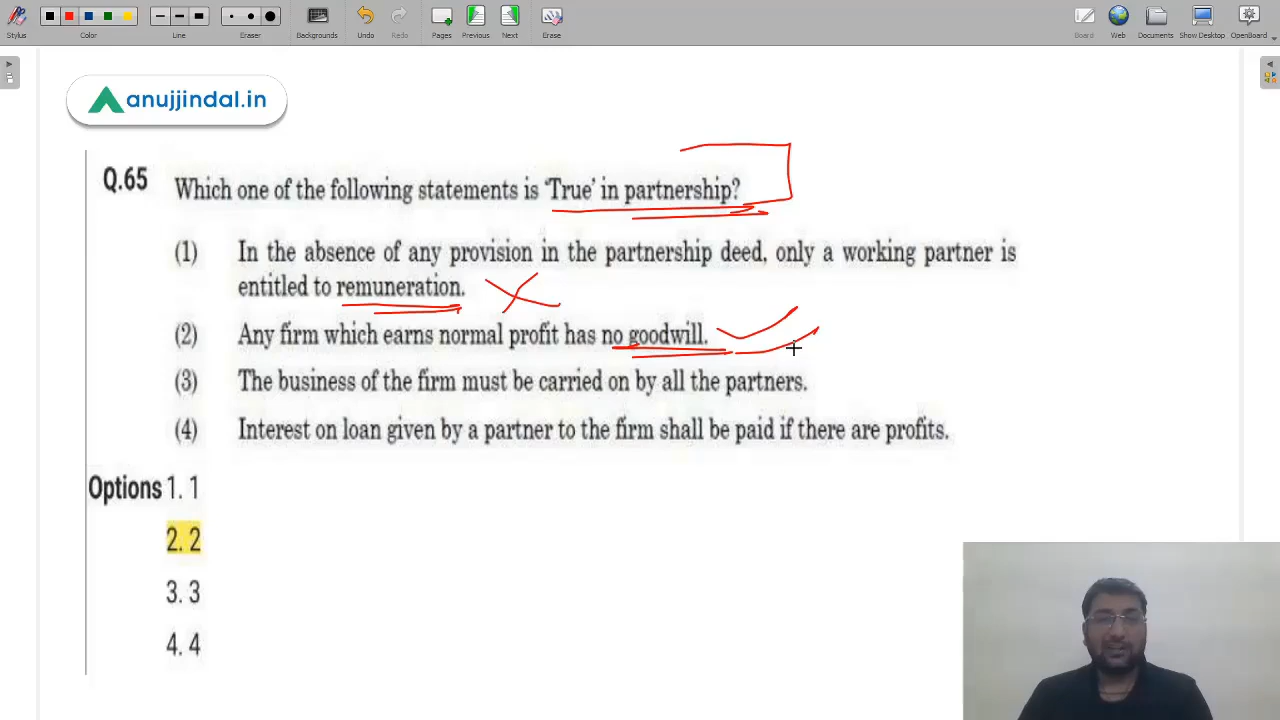 Stylus
Color
Line
Eraser
Backgrounds
Undo
Redo
Pages
Previous
Next
Erase
Board
Web
Documents
Show Desktop
OpenBoard
anujjindal.in
Q.65 Which one of the following statements is 'True' in partnership?
(1) In the absence of any provision in the partnership deed, only a working partner is
entitled to remuneration.
(2) Any firm which earns normal profit has no goodwill.
(3) The business of the firm must be carried on by all the partners.
(4) Interest on loan given by a partner to the firm shall be paid if there are profits.
Options 1. 1
2. 2
3. 3
4. 4